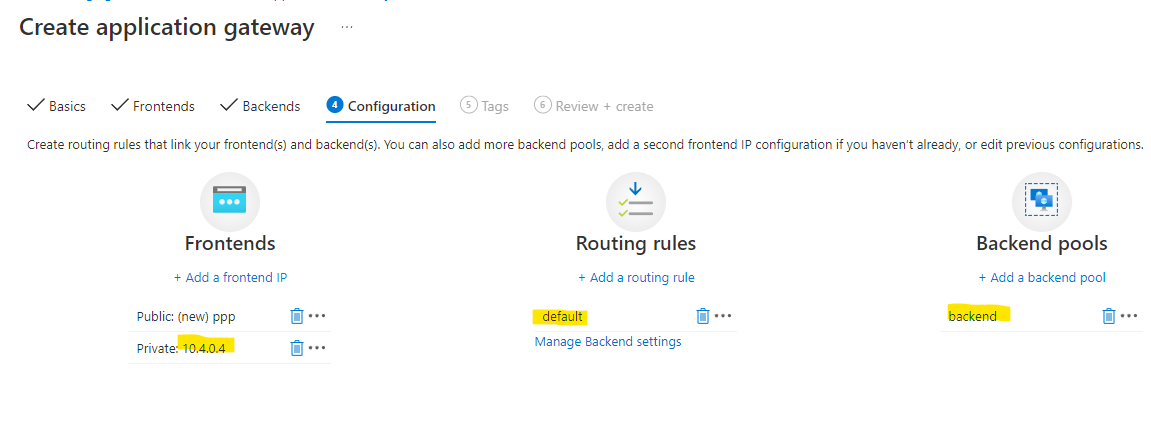 Create application gateway ...
Basics Frontends Backends 4 Configuration 5 Tags 6 Review + create
Create routing rules that link your frontend(s) and backend(s). You can also add more backend pools, add a second frontend IP configuration if you haven't already, or edit previous configurations.
Frontends Routing rules Backend pools
+ Add a frontend IP + Add a routing rule + Add a backend pool
Public: (new) ppp default backend
Private: 10.4.0.4 Manage Backend settings